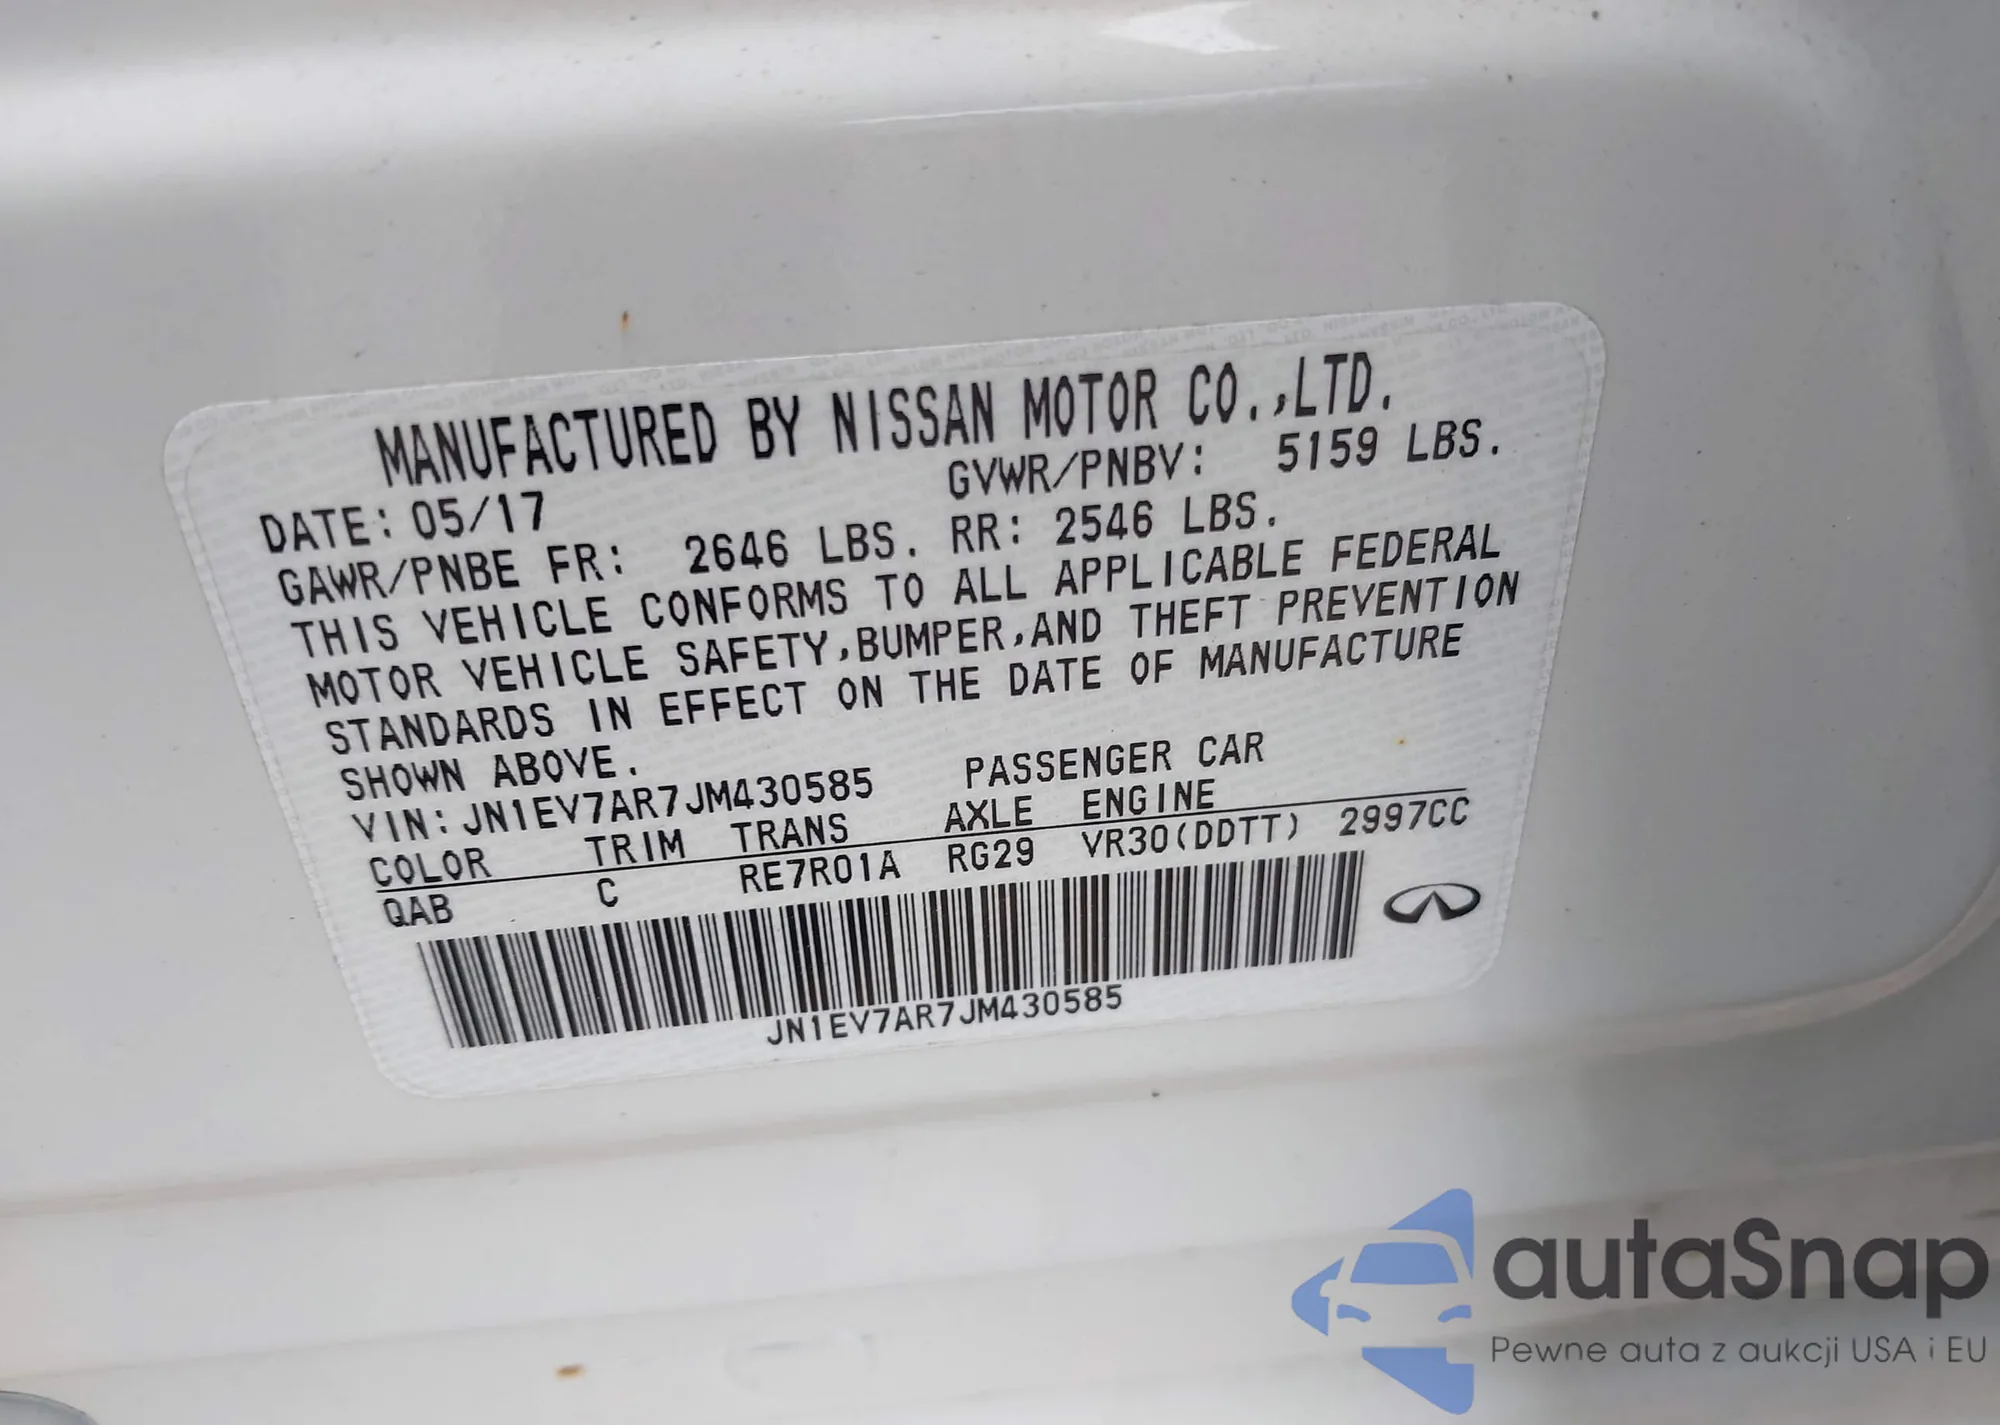 MANUFACTURED BY NISSAN MOTOR CO.,LTD.
DATE: 05/17 GVWR/PNBV: 5159 LBS.
GAWR/PNBE FR: 2646 LBS. RR: 2546 LBS.
THIS VEHICLE CONFORMS TO ALL APPLICABLE FEDERAL
MOTOR VEHICLE SAFETY,BUMPER,AND THEFT PREVENTION
STANDARDS IN EFFECT ON THE DATE OF MANUFACTURE
SHOWN ABOVE.
VIN: JN1EV7AR7JM430585 PASSENGER CAR
COLOR TRIM TRANS AXLE ENGINE
QAB C RE7R01A RG29 VR30(DDTT) 2997CC
JN1EV7AR7JM430585
autaSnap
Pewne auta z aukcji USA i EU